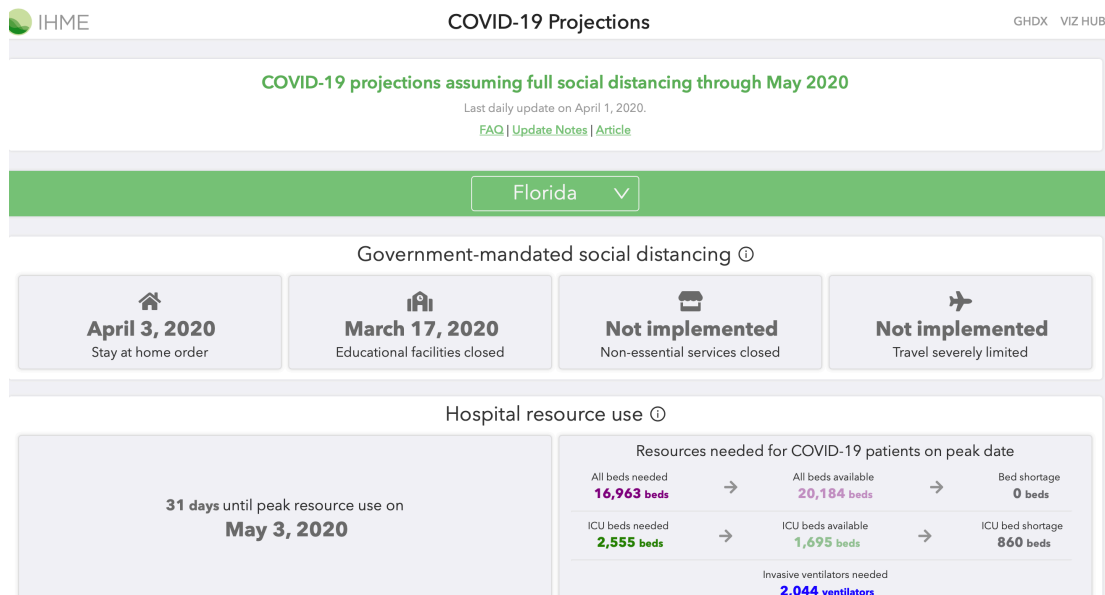 IHME
COVID-19 Projections
GHDX VIZ HUB
COVID-19 projections assuming full social distancing through May 2020
Last daily update on April 1, 2020.
FAQ | Update Notes | Article
Florida
Government-mandated social distancing
April 3, 2020
Stay at home order
March 17, 2020
Educational facilities closed
Not implemented
Non-essential services closed
Not implemented
Travel severely limited
Hospital resource use
31 days until peak resource use on
May 3, 2020
Resources needed for COVID-19 patients on peak date
All beds needed
16,963 beds
All beds available
20,184 beds
Bed shortage
0 beds
ICU beds needed
2,555 beds
ICU beds available
1,695 beds
ICU bed shortage
860 beds
Invasive ventilators needed
2,044 ventilators